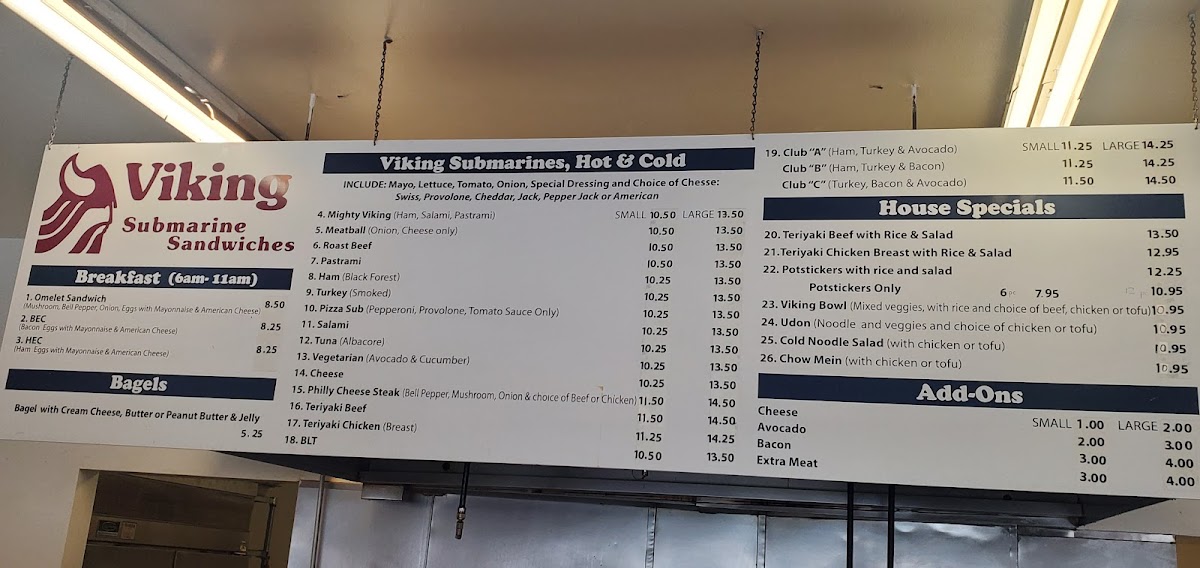 Viking
Submarine
Sandwiches
Breakfast (6am-11am)
1. Omelet Sandwich 8.50
(Mushroom, Bell Pepper, Onion, Eggs with Mayonnaise & American Cheese)
2. BEC 8.25
(Bacon Eggs with Mayonnaise & American Cheese)
3. HEC 8.25
(Ham Eggs with Mayonnaise & American Cheese)
Bagels
Bagel with Cream Cheese, Butter or Peanut Butter & Jelly
5.25
Viking Submarines, Hot & Cold
INCLUDE: Mayo, Lettuce, Tomato, Onion, Special Dressing and Choice of Chesse:
Swiss, Provolone, Cheddar, Jack, Pepper Jack or American
4. Mighty Viking (Ham, Salami, Pastrami) SMALL 10.50 LARGE 13.50
5. Meatball (Onion, Cheese only) 10.50 13.50
6. Roast Beef 10.50 13.50
7. Pastrami 10.50 13.50
8. Ham (Black Forest) 10.25 13.50
9. Turkey (Smoked) 10.25 13.50
10. Pizza Sub (Pepperoni, Provolone, Tomato Sauce Only) 10.25 13.50
11. Salami 10.25 13.50
12. Tuna (Albacore) 10.25 13.50
13. Vegetarian (Avocado & Cucumber) 10.25 13.50
14. Cheese 10.25 13.50
15. Philly Cheese Steak (Bell Pepper, Mushroom, Onion & choice of Beef or Chicken) 11.50 14.50
16. Teriyaki Beef 11.50 14.50
17. Teriyaki Chicken (Breast) 11.25 14.25
18. BLT 10.50 13.50
19. Club "A" (Ham, Turkey & Avocado) SMALL 11.25 LARGE 14.25
Club "B" (Ham, Turkey & Bacon) 11.25 14.25
Club "C" (Turkey, Bacon & Avocado) 11.50 14.50
House Specials
20. Teriyaki Beef with Rice & Salad 13.50
21. Teriyaki Chicken Breast with Rice & Salad 12.95
22. Potstickers with rice and salad 12.25
Potstickers Only 6 pc 7.95 12 pc 10.95
23. Viking Bowl (Mixed veggies, with rice and choice of beef, chicken or tofu) 10.95
24. Udon (Noodle and veggies and choice of chicken or tofu) 10.95
25. Cold Noodle Salad (with chicken or tofu) 10.95
26. Chow Mein (with chicken or tofu) 10.95
Add-Ons
Cheese SMALL 1.00 LARGE 2.00
Avocado 2.00 3.00
Bacon 3.00 4.00
Extra Meat 3.00 4.00